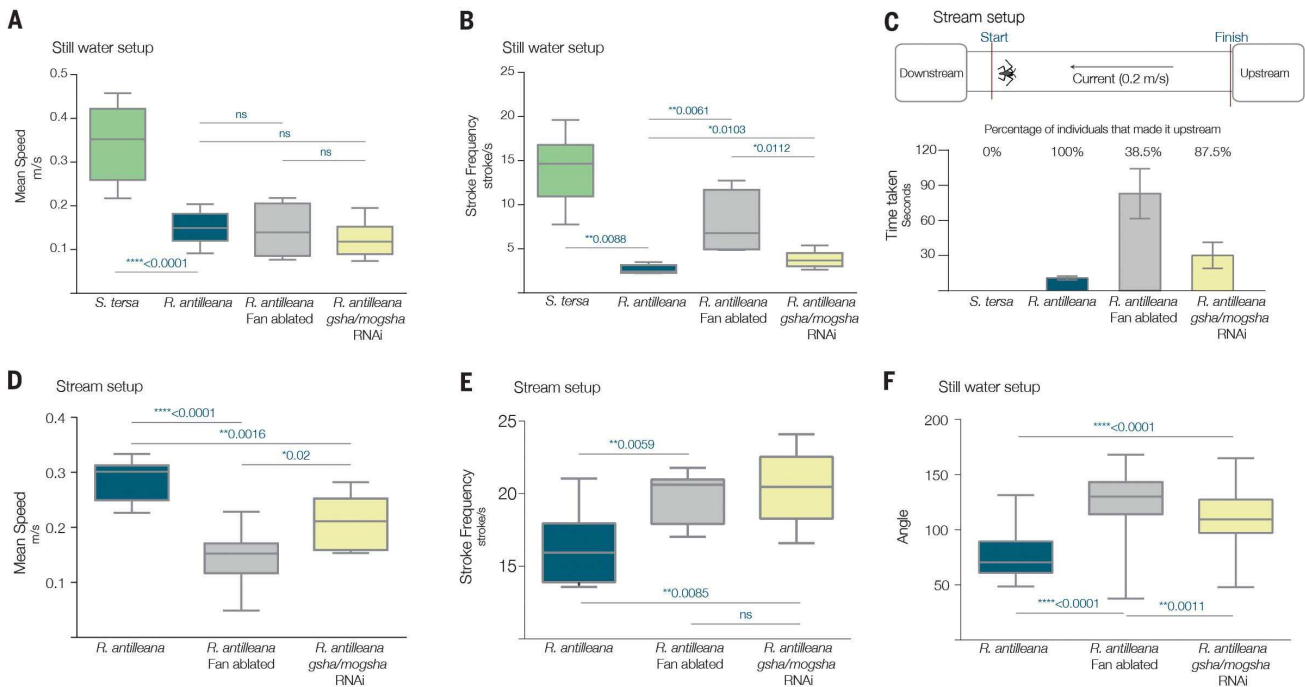 A
Still water setup
Mean Speed
m/s
0.5
0.4
0.3
0.2
0.1
ns
ns
ns
****<0.0001
S. tersa
R. antilleana
R. antilleana
Fan ablated
R. antilleana
gsha/mogsha
RNAi
B
Still water setup
Stroke Frequency
stroke/s
25
20
15
10
5
**0.0061
*0.0103
*0.0112
**0.0088
S. tersa
R. antilleana
R. antilleana
Fan ablated
R. antilleana
gsha/mogsha
RNAi
C
Stream setup
Start
Finish
Downstream
Current (0.2 m/s)
Upstream
Percentage of individuals that made it upstream
0%
100%
38.5%
87.5%
Time taken
Seconds
120
90
60
30
S. tersa
R. antilleana
R. antilleana
Fan ablated
R. antilleana
gsha/mogsha
RNAi
D
Stream setup
Mean Speed
m/s
0.4
0.3
0.2
0.1
****<0.0001
**0.0016
*0.02
R. antilleana
R. antilleana
Fan ablated
R. antilleana
gsha/mogsha
RNAi
E
Stream setup
Stroke Frequency
stroke/s
25
20
15
**0.0059
**0.0085
ns
R. antilleana
R. antilleana
Fan ablated
R. antilleana
gsha/mogsha
RNAi
F
Still water setup
Angle
200
150
100
50
****<0.0001
****<0.0001
**0.0011
R. antilleana
R. antilleana
Fan ablated
R. antilleana
gsha/mogsha
RNAi